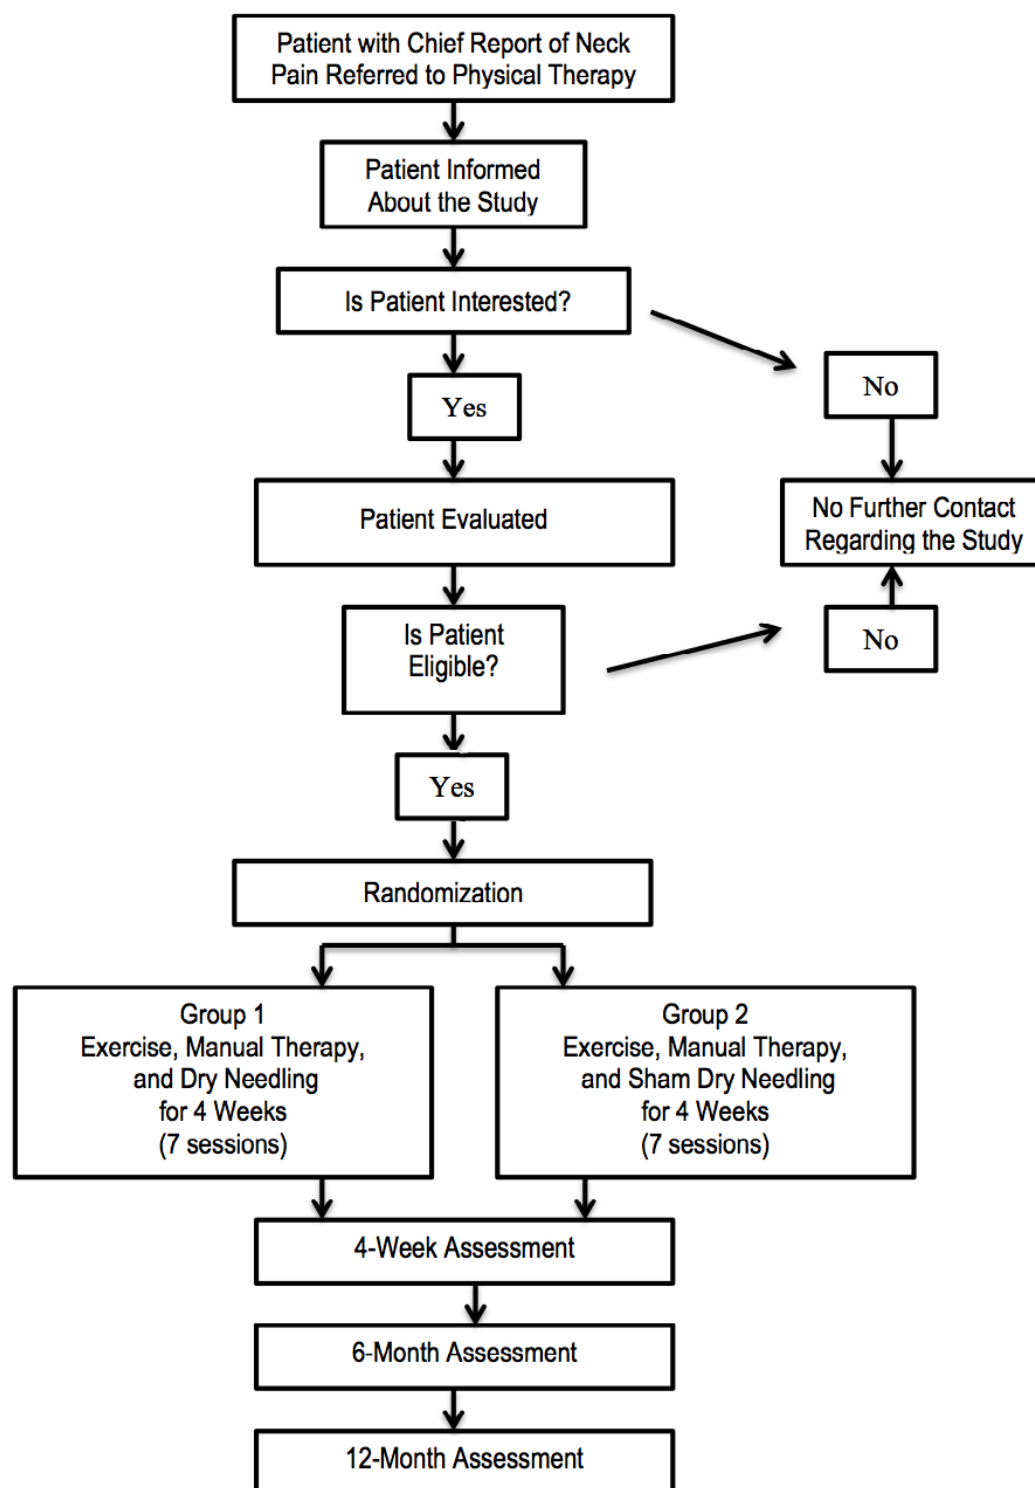 Patient with Chief Report of Neck
Pain Referred to Physical Therapy
Patient Informed
About the Study
Is Patient Interested?
Yes
No
Patient Evaluated
No Further Contact
Regarding the Study
Is Patient
Eligible?
No
Yes
Randomization
Group 1
Exercise, Manual Therapy,
and Dry Needling
for 4 Weeks
(7 sessions)
Group 2
Exercise, Manual Therapy,
and Sham Dry Needling
for 4 Weeks
(7 sessions)
4-Week Assessment
6-Month Assessment
12-Month Assessment